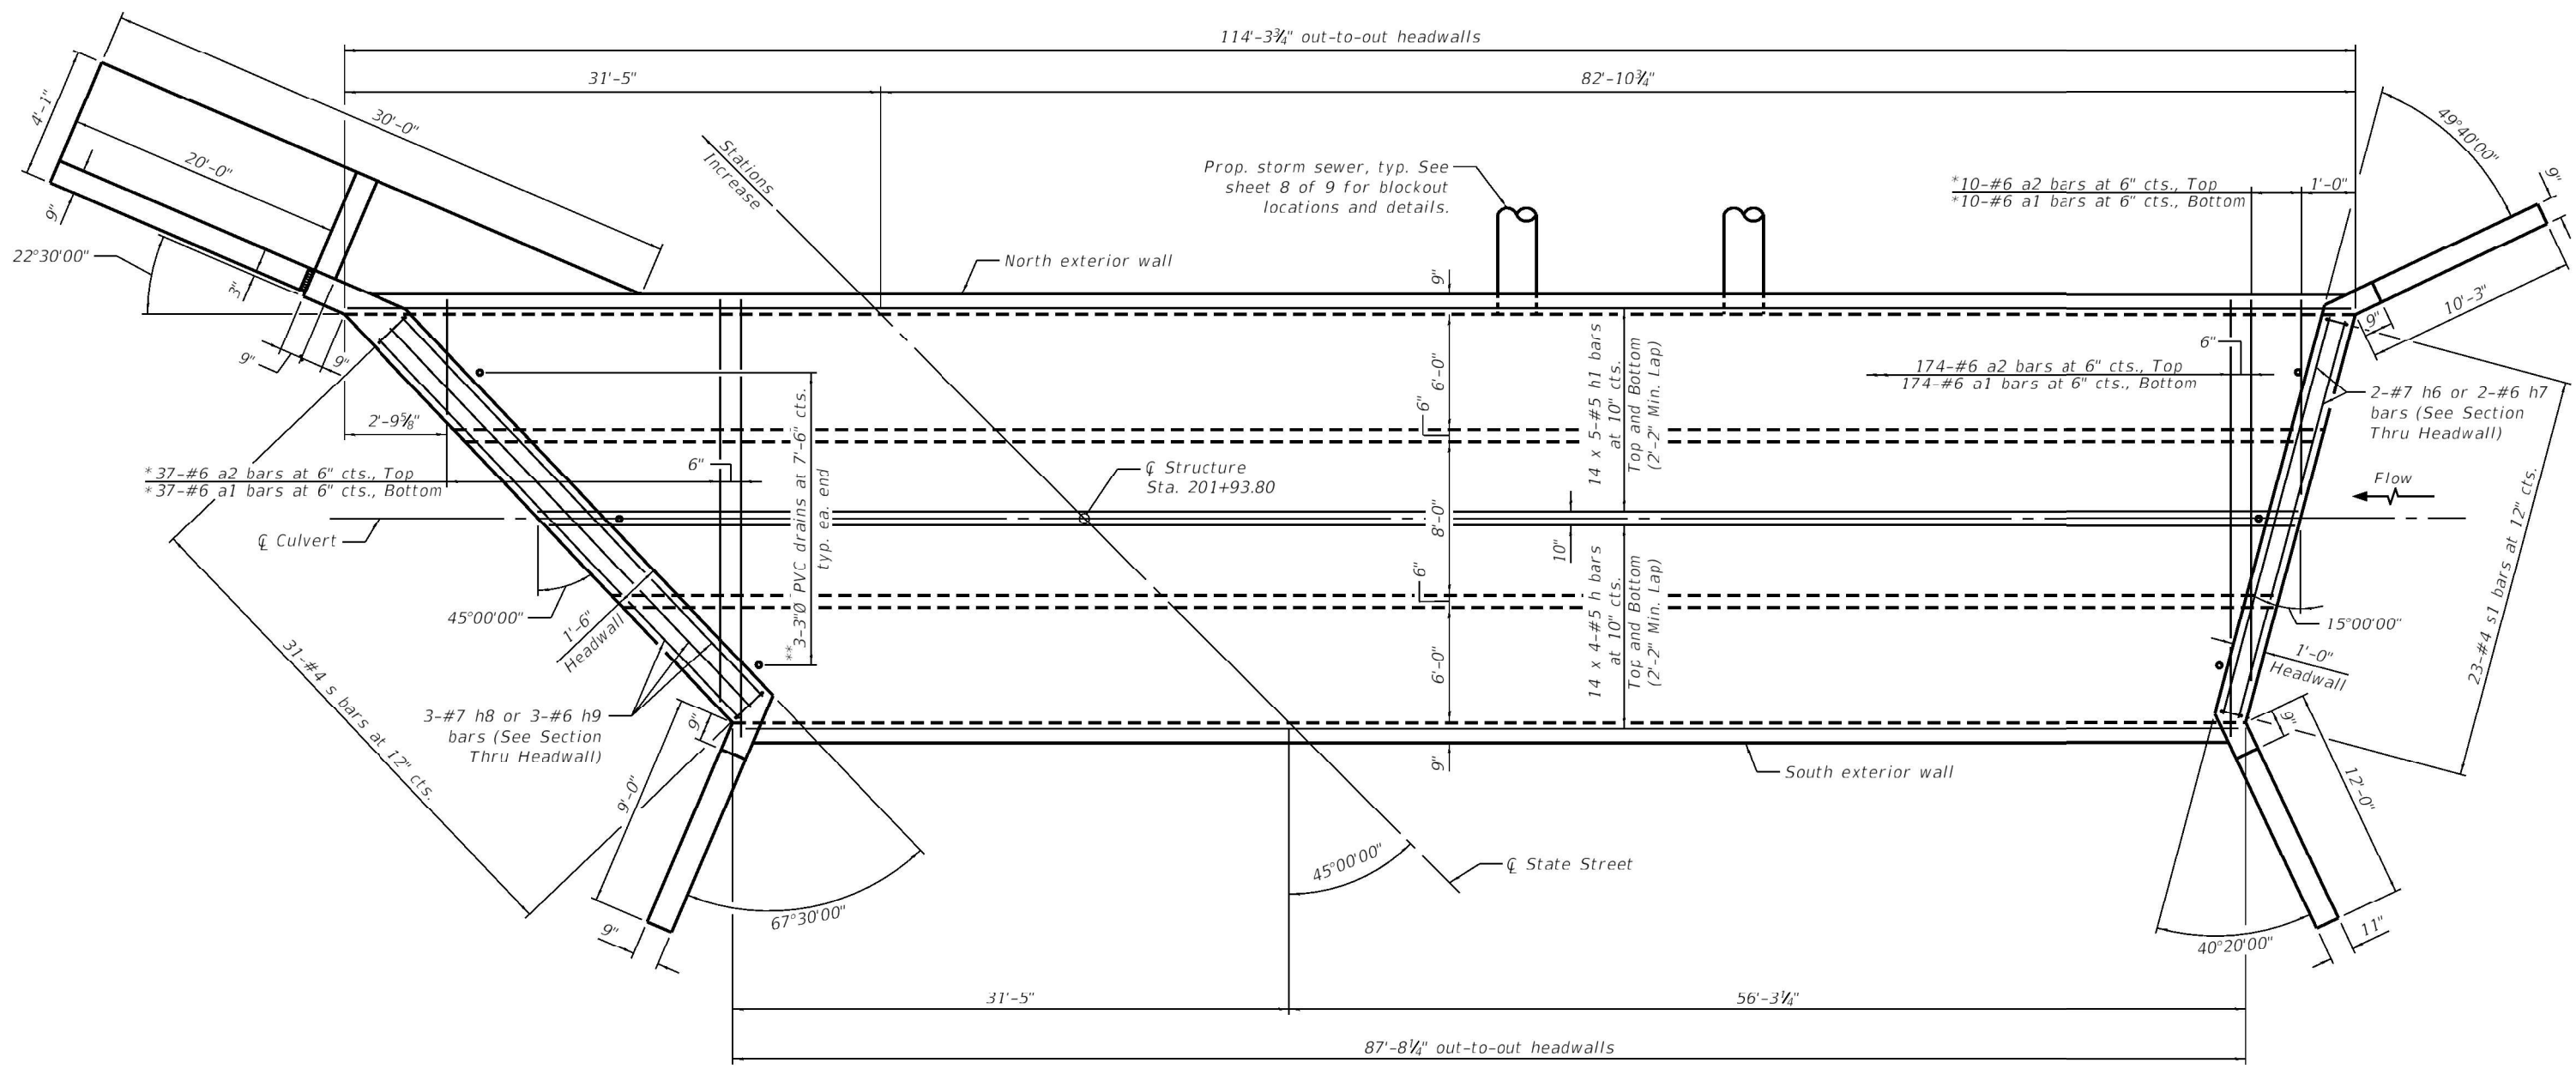 114'-3¾" out-to-out headwalls
31'-5"
82'-10¾"
4'-1"
30'-0"
20'-0"
9"
22°30'00"
3"
9"
9"
Stations
Increase
Prop. storm sewer, typ. See
sheet 8 of 9 for blockout
locations and details.
*10-#6 a2 bars at 6" cts., Top
*10-#6 a1 bars at 6" cts., Bottom
1'-0"
49°40'00"
9"
10'-3"
9"
North exterior wall
9"
6'-0"
6"
8'-0"
6"
6'-0"
9"
10"
14 x 5-#5 h1 bars
at 10" cts.
Top and Bottom
(2'-2" Min. Lap)
14 x 4-#5 h bars
at 10" cts.
Top and Bottom
(2'-2" Min. Lap)
6"
174-#6 a2 bars at 6" cts., Top
174-#6 a1 bars at 6" cts., Bottom
2-#7 h6 or 2-#6 h7
bars (See Section
Thru Headwall)
Flow
2'-9⅝"
*37-#6 a2 bars at 6" cts., Top
*37-#6 a1 bars at 6" cts., Bottom
6"
**3-3"Ø PVC drains at 7'-6" cts.
typ. ea. end
℄ Structure
Sta. 201+93.80
℄ Culvert
45°00'00"
1'-6"
Headwall
31-#4 s bars at 12" cts.
3-#7 h8 or 3-#6 h9
bars (See Section
Thru Headwall)
9"
9'-0"
9"
67°30'00"
15°00'00"
1'-0"
Headwall
23-#4 s1 bars at 12" cts.
South exterior wall
45°00'00"
℄ State Street
9"
12'-0"
11"
40°20'00"
31'-5"
56'-3¼"
87'-8¼" out-to-out headwalls